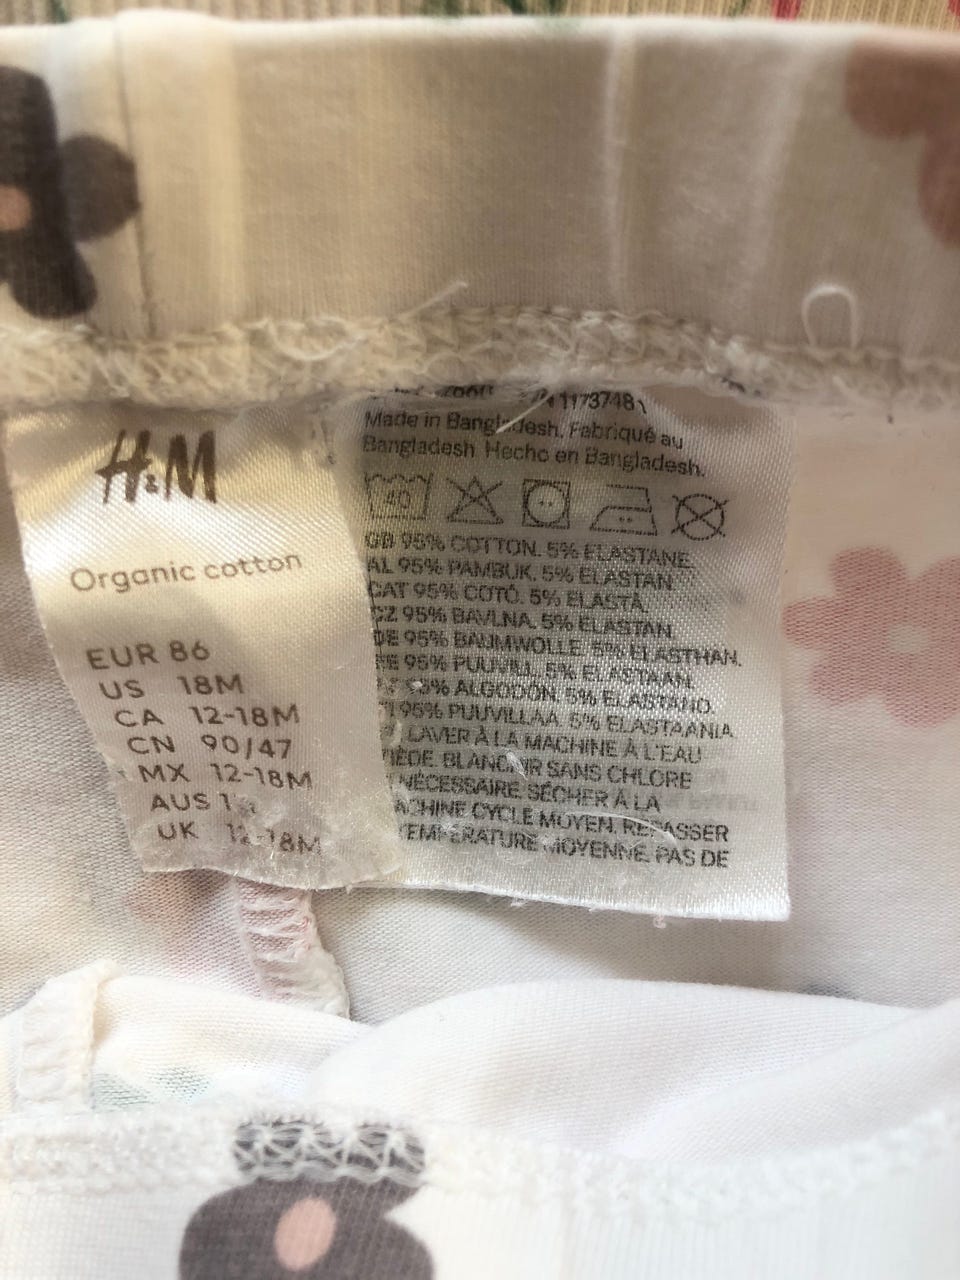 H&M
Organic cotton
EUR 86
US 18M
CA 12-18M
CN 90/47
MX 12-18M
AUS
UK 12-18M
1173748
Made in Bangladesh. Fabriqué au
Bangladesh Hecho en Bangladesh.
40
GB 95% COTTON. 5% ELASTANE.
AL 95% PAMBUK. 5% ELASTAN.
CAT 95% COTÓ. 5% ELASTÀ.
CZ 95% BAVLNA. 5% ELASTAN.
DE 95% BAUMWOLLE. 5% ELASTHAN.
EE 95% PUUVILL. 5% ELASTAAN.
95% ALGODÓN. 5% ELASTANO.
FI 95% PUUVILLAA. 5% ELASTAANIA
LAVER À LA MACHINE À L'EAU
TIÈDE. BLANCHIR SANS CHLORE
NÉCESSAIRE. SÉCHER À LA
MACHINE CYCLE MOYEN. REPASSER
TEMPÉRATURE MOYENNE. PAS DE